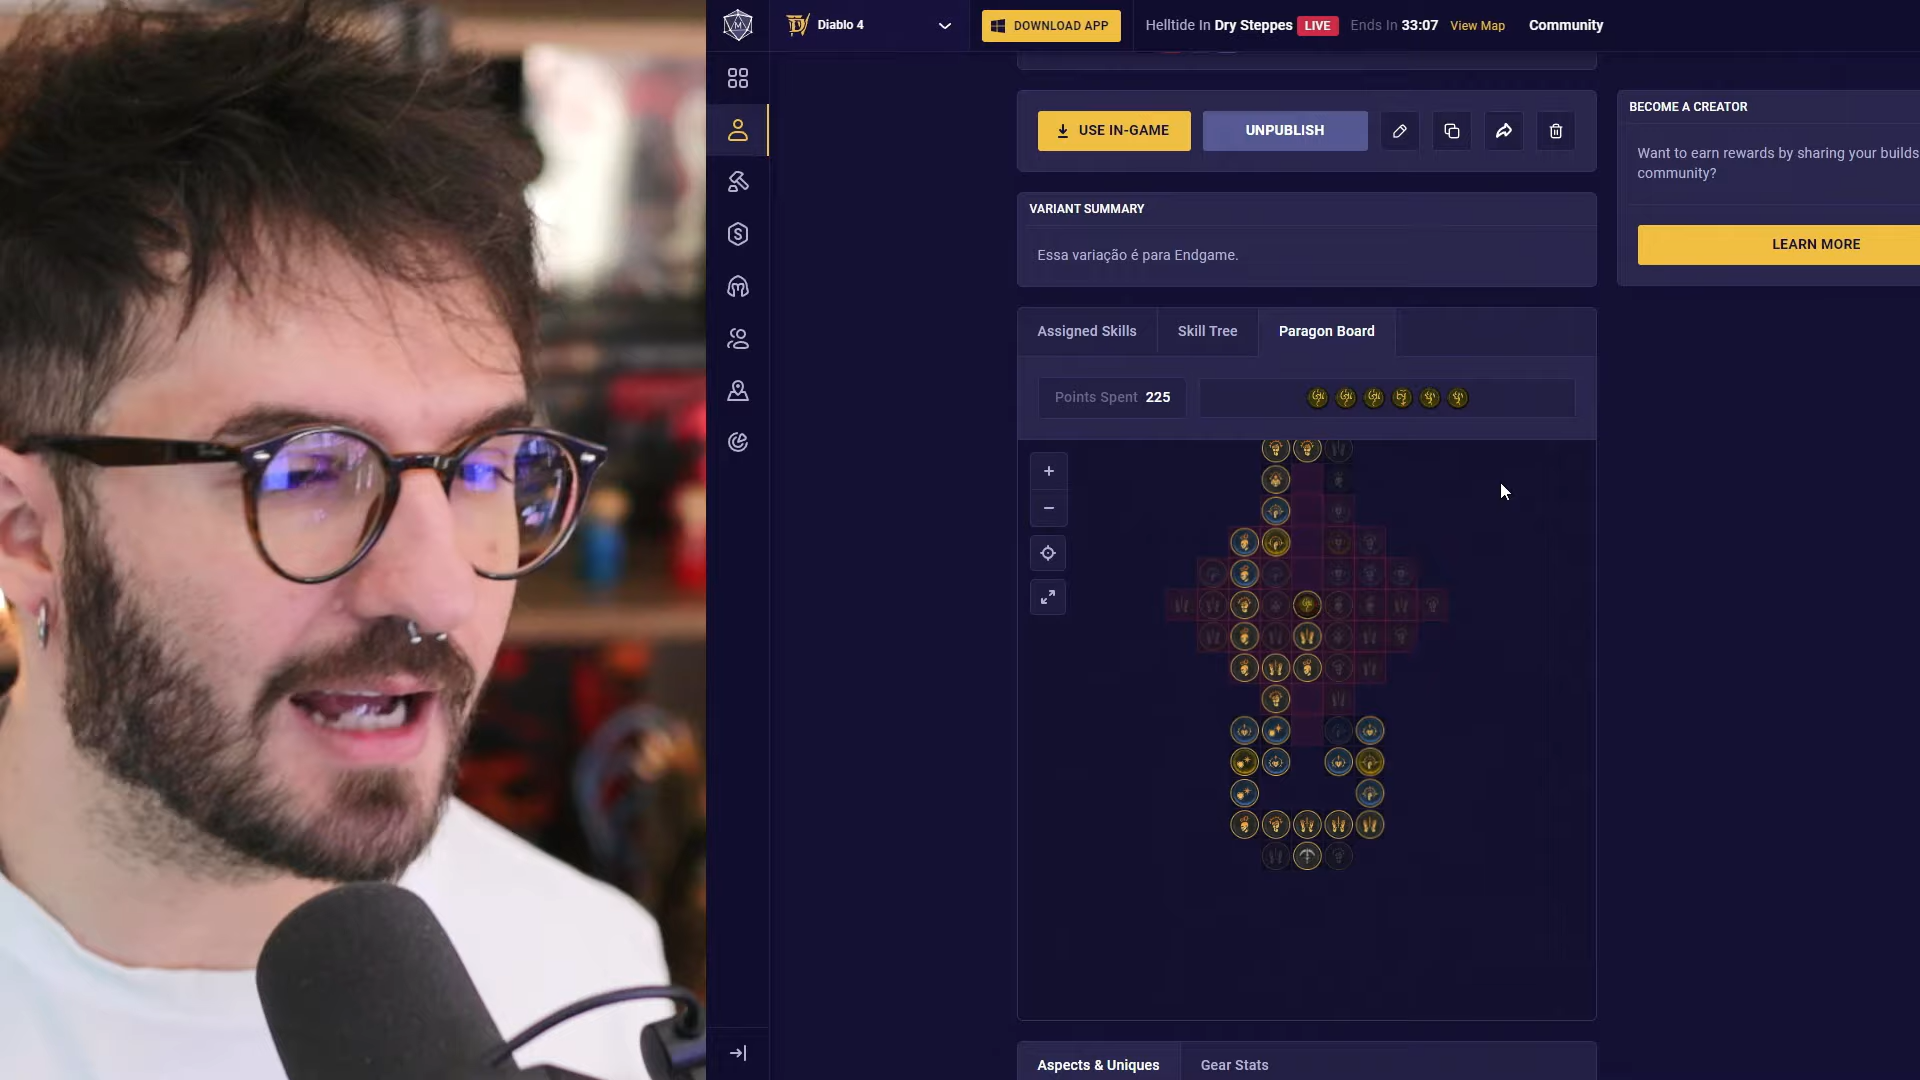 Diablo 4
DOWNLOAD APP
Helltide In Dry Steppes LIVE Ends In 33:07 View Map
Community
USE IN-GAME
UNPUBLISH
VARIANT SUMMARY
Essa variação é para Endgame.
Assigned Skills
Skill Tree
Paragon Board
Points Spent 225
Aspects & Uniques
Gear Stats
BECOME A CREATOR
Want to earn rewards by sharing your builds
community?
LEARN MORE